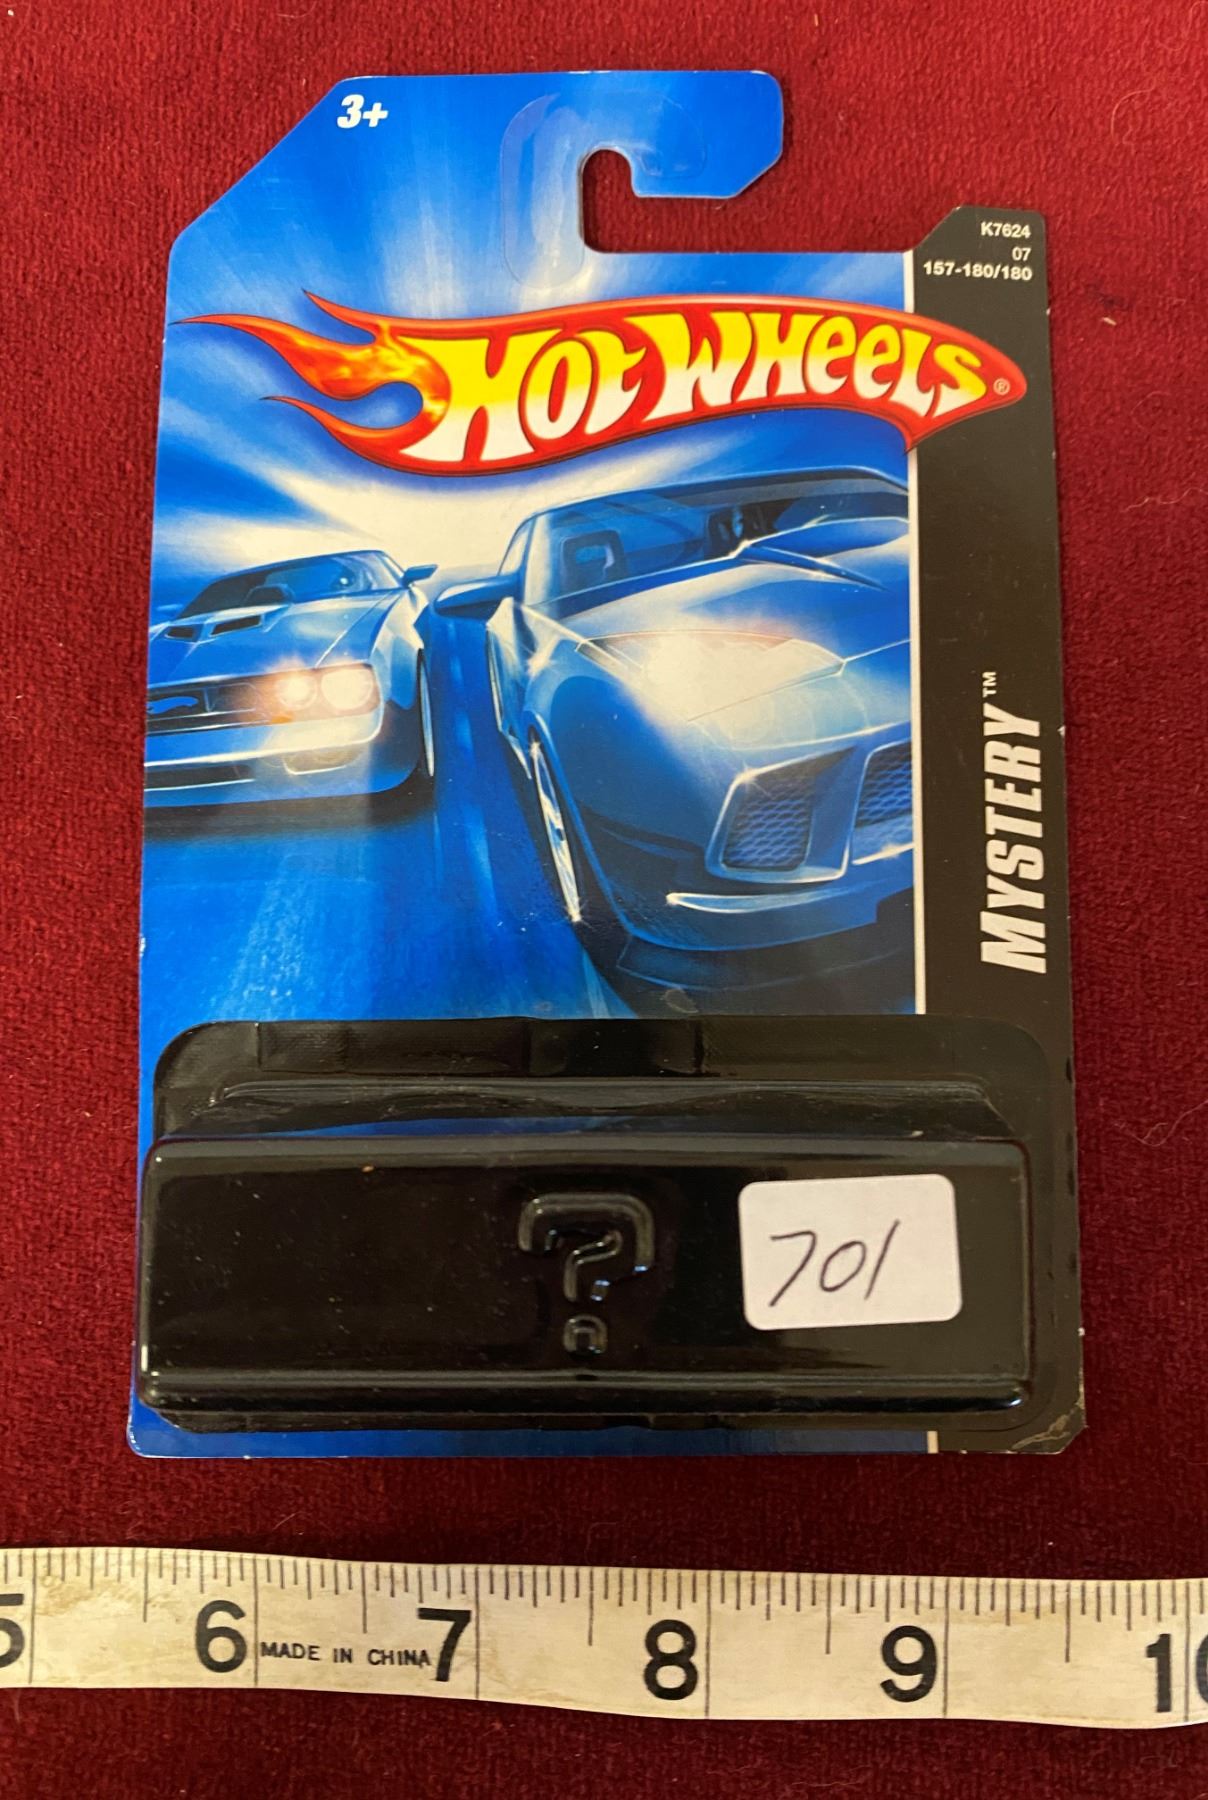 3+
K7624
07
157-180/180
HOT WHEELS®
MYSTERY™
?
701
5 6 MADE IN CHINA 7 8 9 10